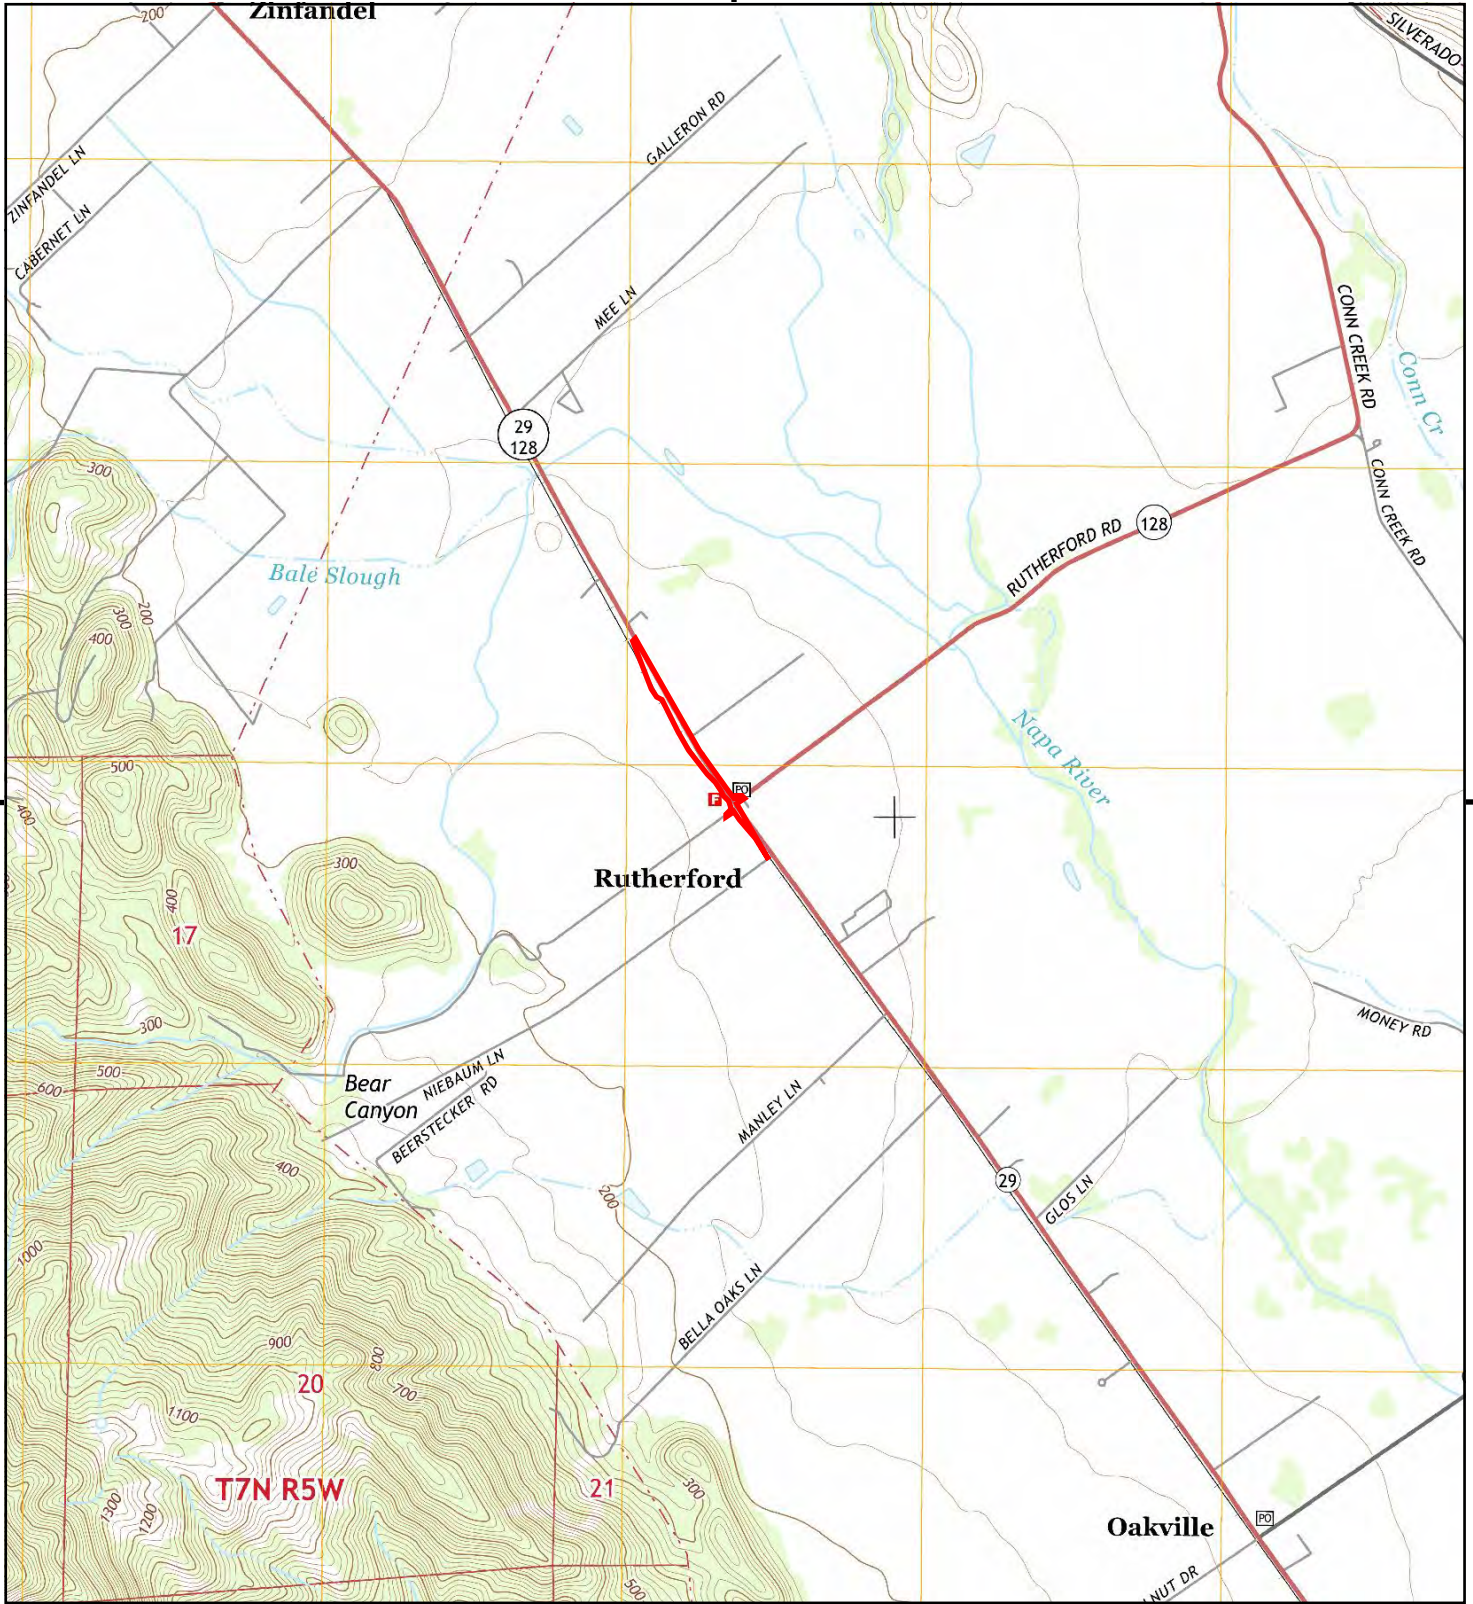 Zinfandel
200
SILVERADO
GALLERON RD
ZINFANDEL LN
CABERNET LN
MEE LN
CONN CREEK RD
Conn Cr
29
128
300
CONN CREEK RD
128
RUTHERFORD RD
Bale Slough
300
200
400
Napa River
500
PO
F
400
300
Rutherford
400
17
300
MONEY RD
500
600
Bear
Canyon
NIEBAUM LN
BEERSTECKER RD
MANLEY LN
400
200
29
GLOS LN
1000
BELLA OAKS LN
900
800
700
20
1100
T7N R5W
21
300
1300
1200
PO
Oakville
NUT DR
500